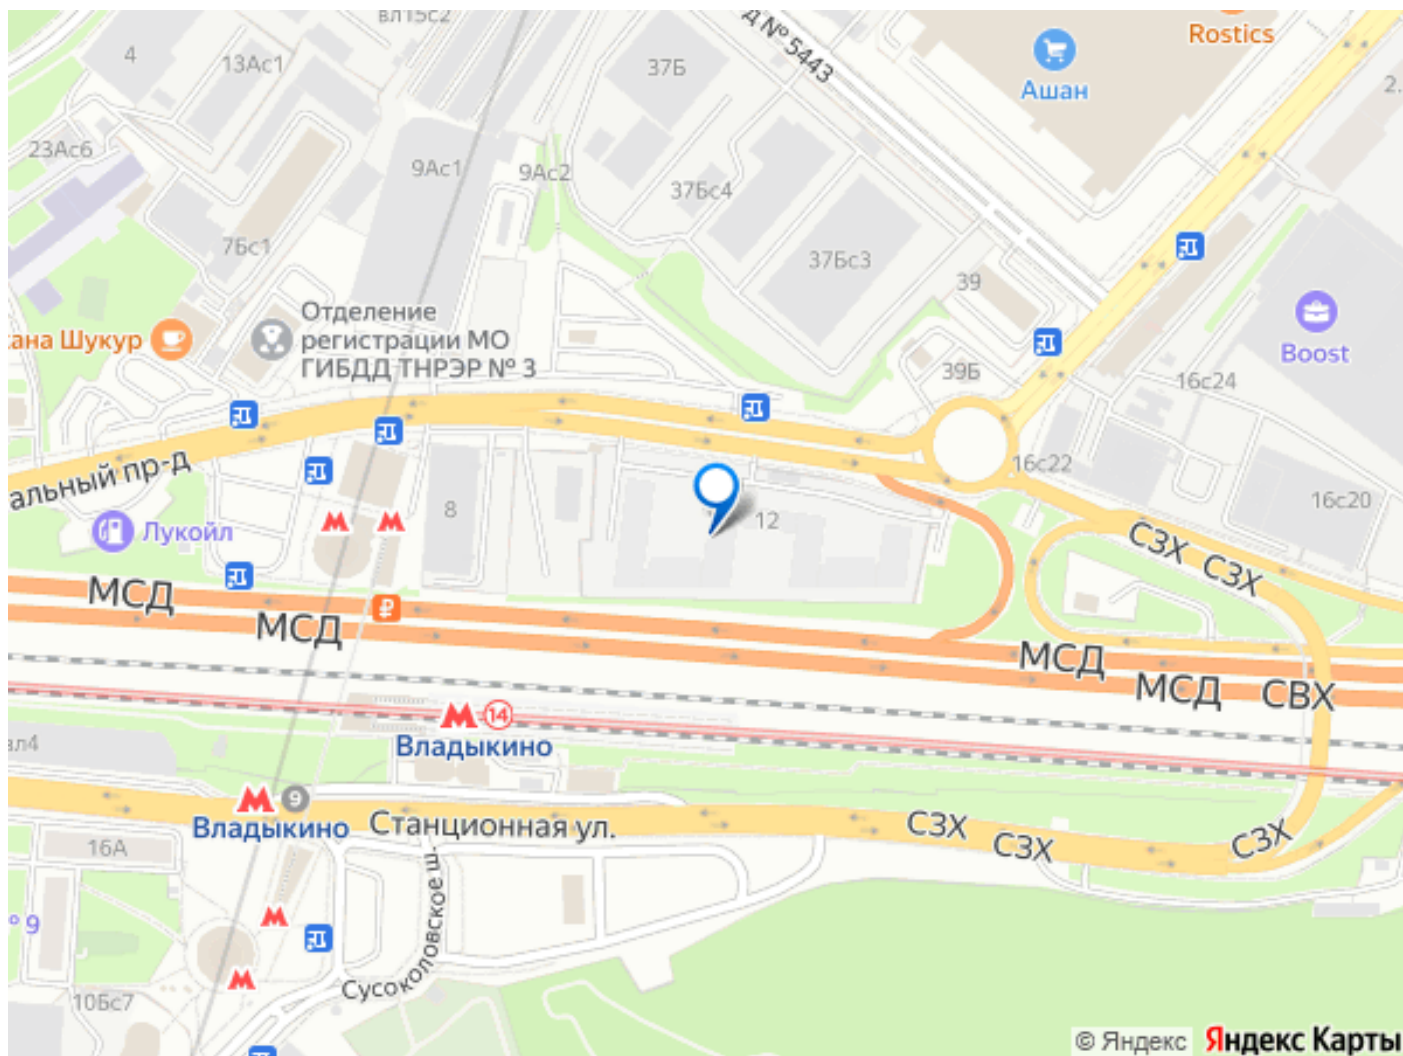 вл15с2
4
13Ас1
37Б
д № 5443
Rostics
Ашан
2.
23Ас6
9Ас1
9Ас2
37Бс4
7Бс1
37Бс3
39
Отделение
регистрации МО
ГИБДД ТНРЭР № 3
ана Шукур
Boost
39Б
16с24
альный пр-д
16с22
16с20
8
12
Лукойл
СЗХ
СЗХ
МСД
МСД
₽
МСД
МСД
СВХ
14
Владыкино
вл4
9
Владыкино
Станционная ул.
СЗХ
СЗХ
СЗХ
16А
Сусоколовское ш.
№ 9
10Бс7
© Яндекс Яндекс Карты